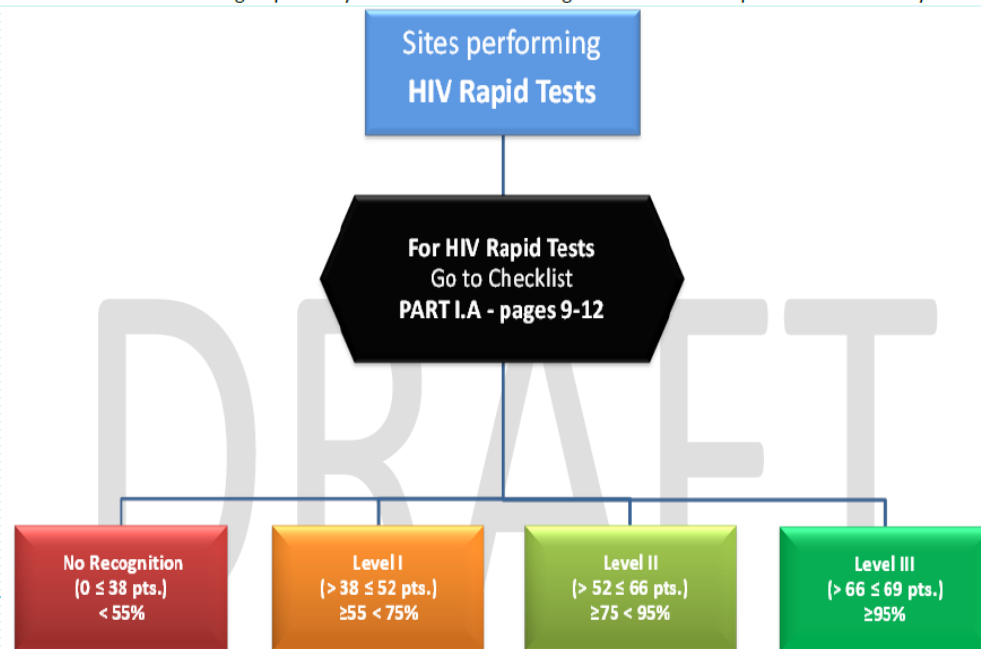 Sites performing
HIV Rapid Tests
For HIV Rapid Tests
Go to Checklist
PART I.A - pages 9-12
DRAFT
No Recognition
(0 ≤ 38 pts.)
< 55%
Level I
(> 38 ≤ 52 pts.)
≥55 < 75%
Level II
(> 52 ≤ 66 pts.)
≥75 < 95%
Level III
(> 66 ≤ 69 pts.)
≥95%